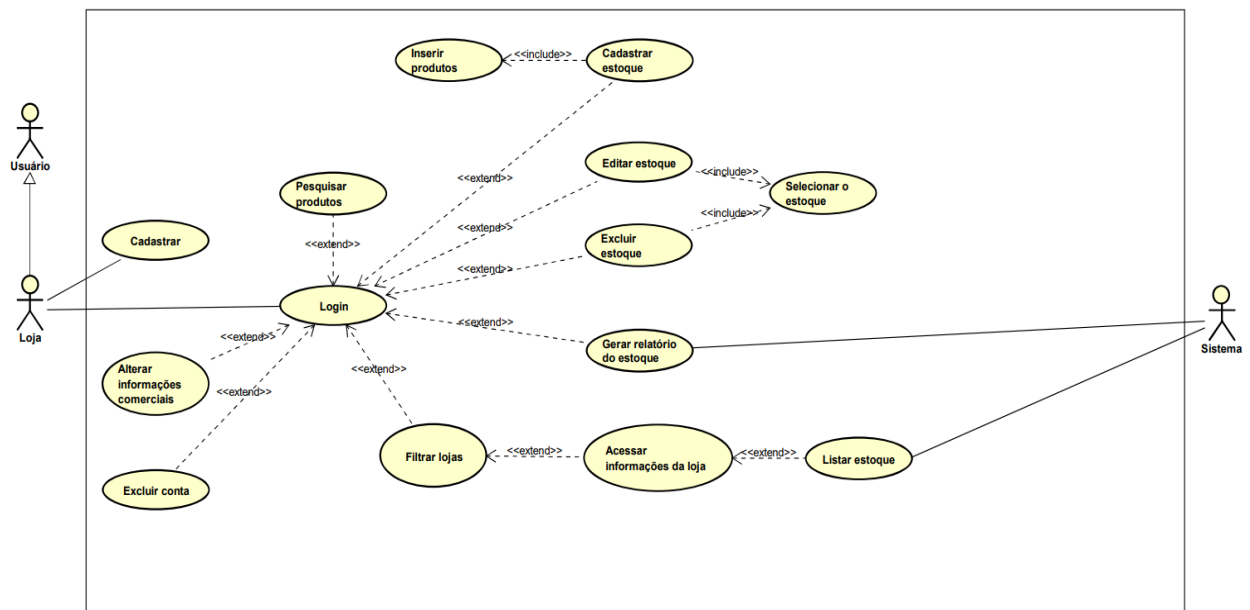 Inserir
produtos
<<include>>
Cadastrar
estoque
Usuário
<<extend>>
Editar estoque
<<include>>
Selecionar o
estoque
Pesquisar
produtos
<<include>>
Cadastrar
<<extend>>
<<extend>>
Excluir
estoque
<<extend>>
Loja
Login
<<extend>>
Gerar relatório
do estoque
Sistema
<<extend>>
Alterar
informações
comerciais
<<extend>>
<<extend>>
Filtrar lojas
<<extend>>
Acessar
informações da loja
<<extend>>
Listar estoque
Excluir conta